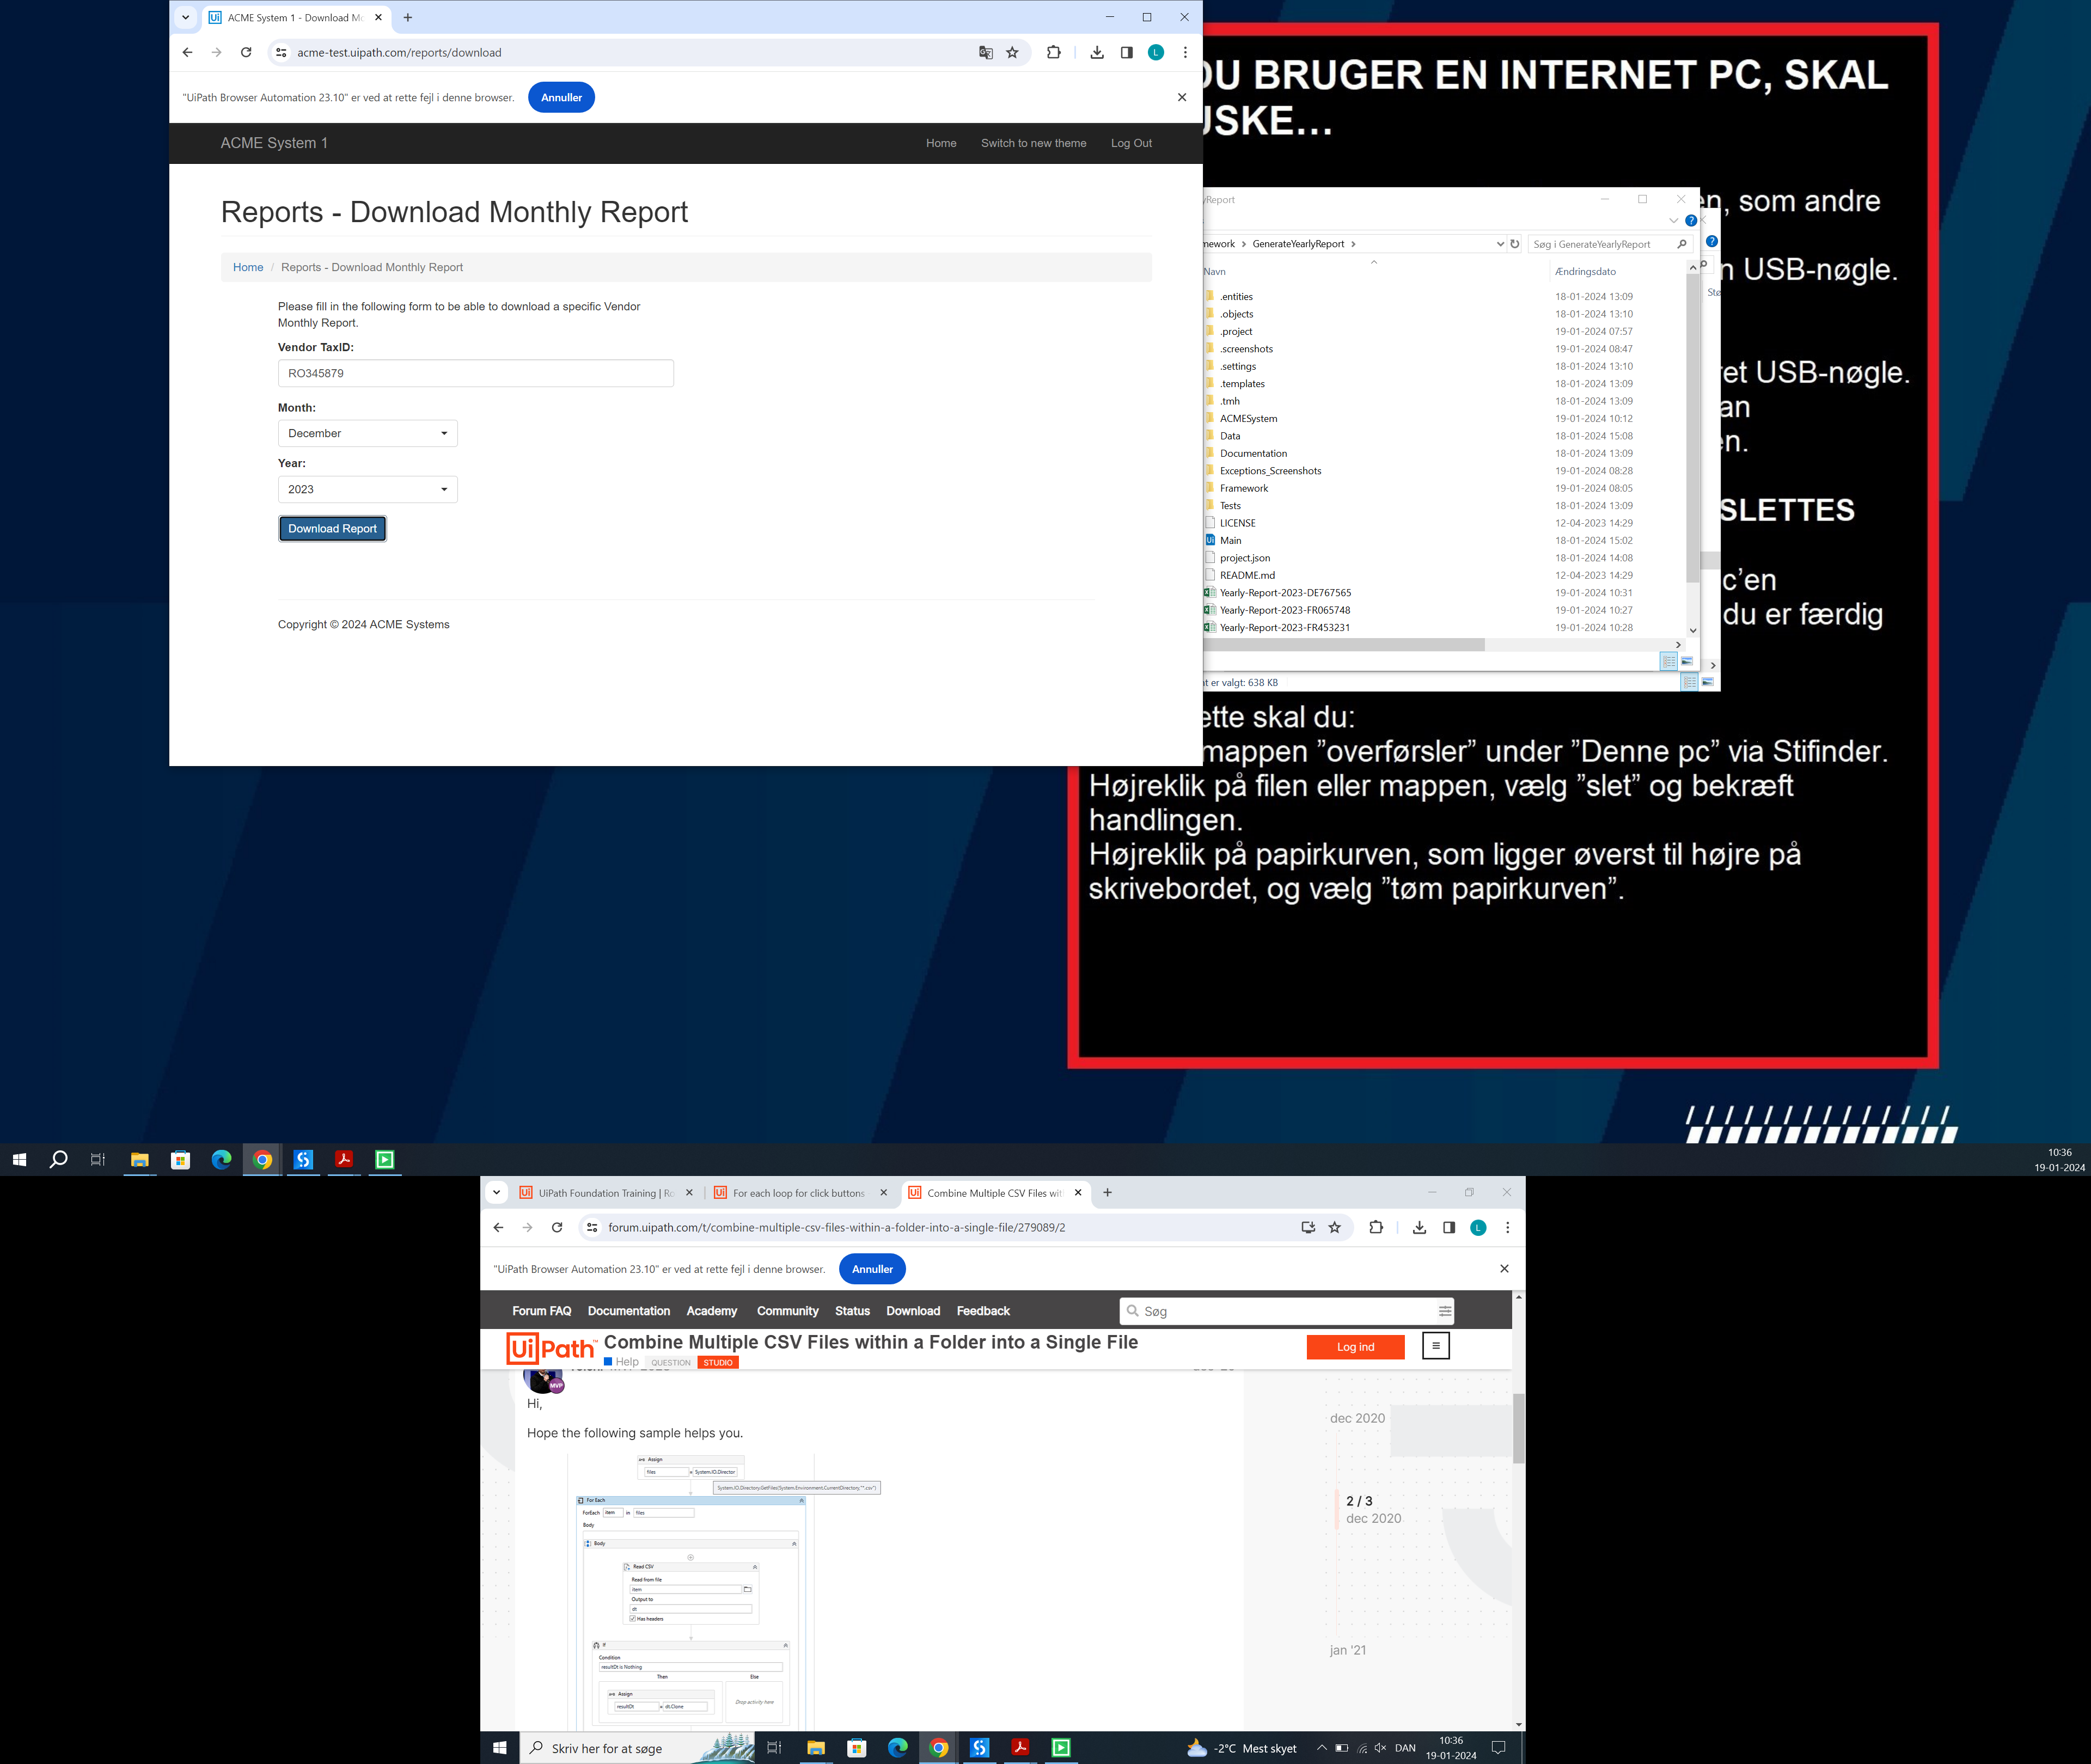 ACME System 1 - Download Mo
acme-test.uipath.com/reports/download
L
"UiPath Browser Automation 23.10" er ved at rette fejl i denne browser.
Annuller
ACME System 1
Home
Switch to new theme
Log Out
Reports - Download Monthly Report
Home / Reports - Download Monthly Report
Please fill in the following form to be able to download a specific Vendor
Monthly Report.
Vendor TaxID:
RO345879
Month:
December
Year:
2023
Download Report
Copyright © 2024 ACME Systems
DU BRUGER EN INTERNET PC, SKAL
USKE...
en, som andre
n USB-nøgle.
et USB-nøgle.
an
en.
SLETTES
c'en
du er færdig
ette skal du:
mappen "overførsler" under "Denne pc" via Stifinder.
Højreklik på filen eller mappen, vælg "slet" og bekræft
handlingen.
Højreklik på papirkurven, som ligger øverst til højre på
skrivebordet, og vælg "tøm papirkurven".
yReport
mework > GenerateYearlyReport >
Søg i GenerateYearlyReport
Navn
Ændringsdato
Stø
.entities 18-01-2024 13:09
.objects 18-01-2024 13:10
.project 19-01-2024 07:57
.screenshots 19-01-2024 08:47
.settings 18-01-2024 13:10
.templates 18-01-2024 13:09
.tmh 18-01-2024 13:09
ACMESystem 19-01-2024 10:12
Data 18-01-2024 15:08
Documentation 18-01-2024 13:09
Exceptions_Screenshots 19-01-2024 08:28
Framework 19-01-2024 08:05
Tests 18-01-2024 13:09
LICENSE 12-04-2023 14:29
Main 18-01-2024 15:02
project.json 18-01-2024 14:08
README.md 12-04-2023 14:29
Yearly-Report-2023-DE767565 19-01-2024 10:31
Yearly-Report-2023-FR065748 19-01-2024 10:27
Yearly-Report-2023-FR453231 19-01-2024 10:28
t er valgt: 638 KB
10:36
19-01-2024
UiPath Foundation Training | Ro
For each loop for click buttons
Combine Multiple CSV Files with
forum.uipath.com/t/combine-multiple-csv-files-within-a-folder-into-a-single-file/279089/2
L
"UiPath Browser Automation 23.10" er ved at rette fejl i denne browser.
Annuller
Forum FAQ Documentation Academy Community Status Download Feedback
Søg
UiPath™
Combine Multiple CSV Files within a Folder into a Single File
Help QUESTION STUDIO
Log ind
MVP
Hi,
Hope the following sample helps you.
Assign
files = System.IO.Director
System.IO.Directory.GetFiles(System.Environment.CurrentDirectory,"*.csv")
For Each
ForEach item in files
Body
Body
Read CSV
Read from file
item
Output to
dt
Has headers
If
Condition
resultDt is Nothing
Then
Else
Assign
resultDt = dt.Clone
Drop activity here
dec 2020
2 / 3
dec 2020
jan '21
Skriv her for at søge
-2°C Mest skyet
DAN
10:36
19-01-2024